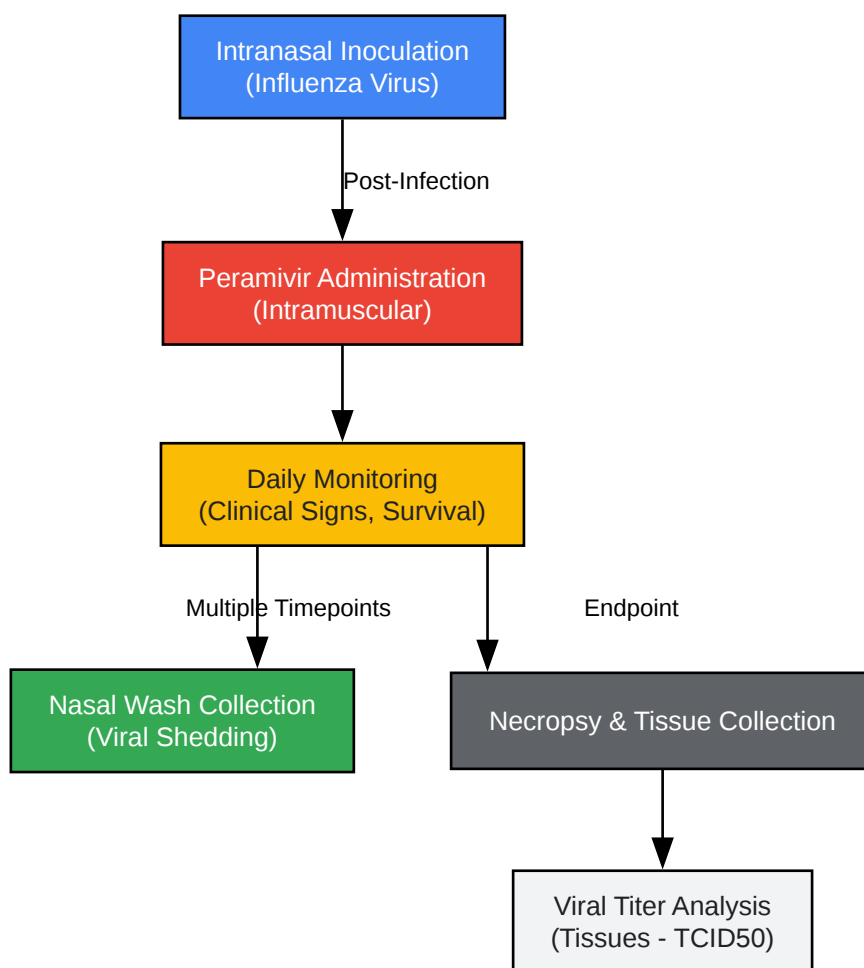 Intranasal Inoculation
(Influenza Virus)
Post-Infection
Peramivir Administration
(Intramuscular)
Daily Monitoring
(Clinical Signs, Survival)
Multiple Timepoints
Endpoint
Nasal Wash Collection
(Viral Shedding)
Necropsy & Tissue Collection
Viral Titer Analysis
(Tissues - TCID50)